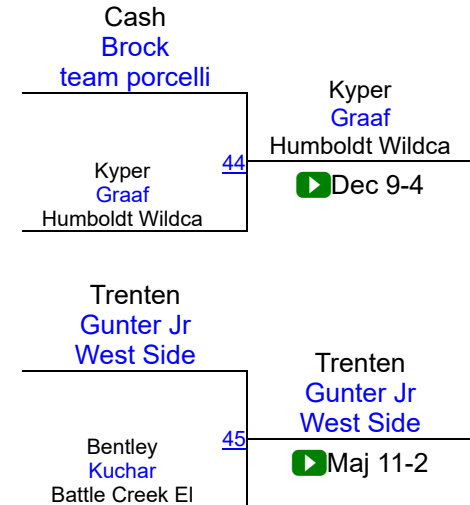 Cash
Brock
team porcelli
Kyper
Graaf
Humboldt Wildca
44
Kyper
Graaf
Humboldt Wildca
Dec 9-4
Trenten
Gunter Jr
West Side
Bentley
Kuchar
Battle Creek El
45
Trenten
Gunter Jr
West Side
Maj 11-2